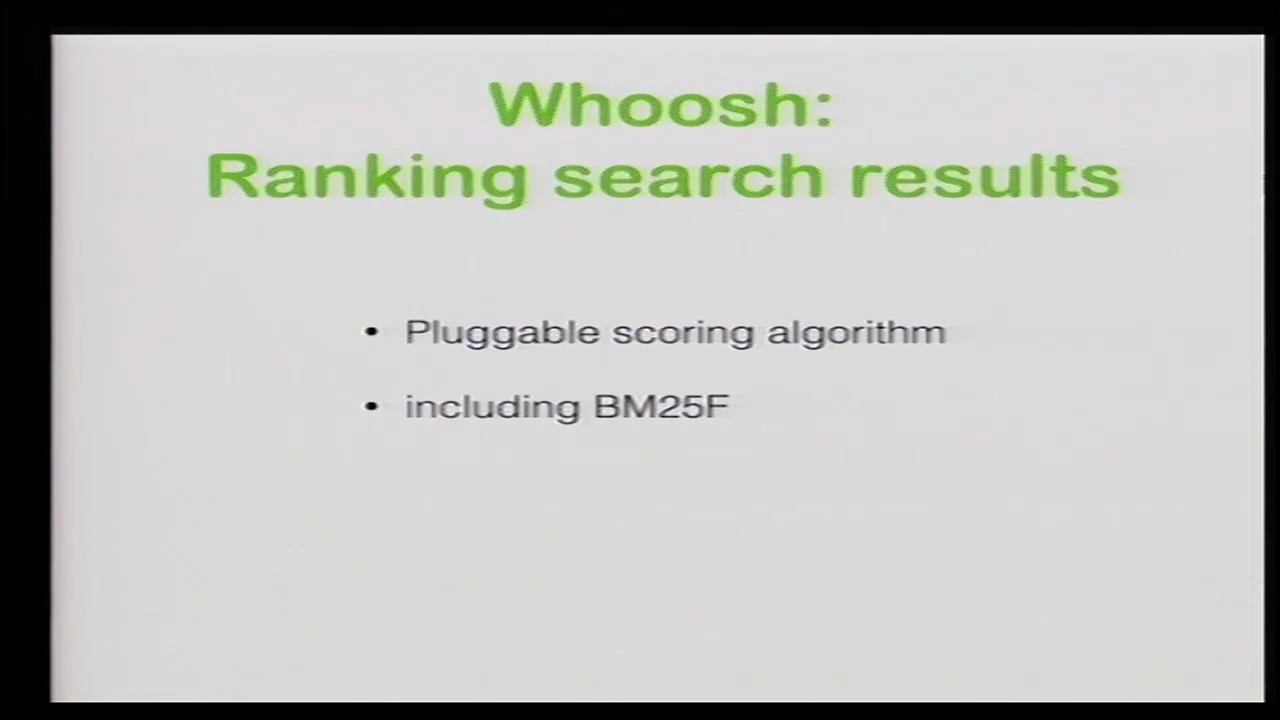 Whoosh:
Ranking search results
• Pluggable scoring algorithm
• including BM25F